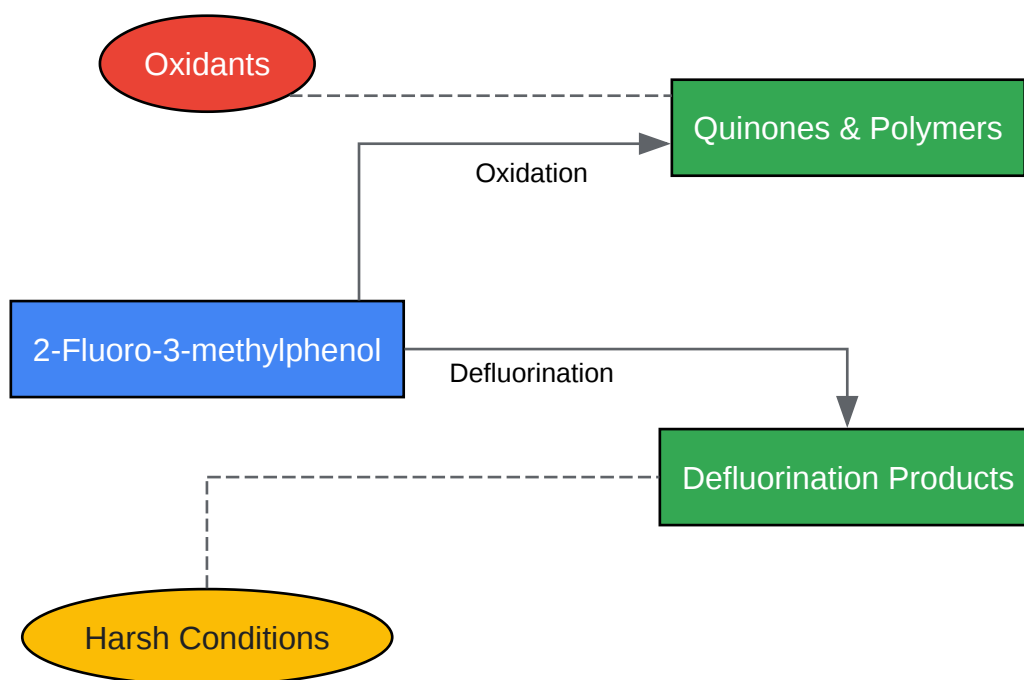 Oxidants
Quinones & Polymers
Oxidation
2-Fluoro-3-methylphenol
Defluorination
Defluorination Products
Harsh Conditions